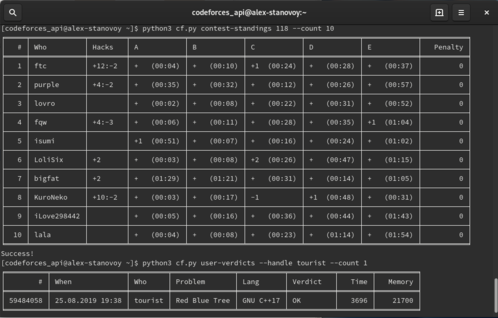 codeforces_api@alex-stanovoy:~
[codeforces_api@alex-stanovoy ~]$ python3 cf.py contest-standings 118 --count 10
# Who Hacks A B C D E Penalty
1 ftc +12:-2 + (00:04) + (00:10) +1 (00:24) + (00:28) + (00:37) 0
2 purple +4:-2 + (00:35) + (00:32) + (00:12) + (00:26) + (00:57) 0
3 lovro + (00:02) + (00:08) + (00:22) + (00:31) + (00:52) 0
4 fqw +4:-3 + (00:06) + (00:11) + (00:28) + (00:35) +1 (01:04) 0
5 isumi +1 (00:51) + (00:07) + (00:16) + (00:24) + (01:02) 0
6 LoliSix +2 + (00:03) + (00:08) +2 (00:26) + (00:47) + (01:15) 0
7 bigfat +2 + (01:29) + (01:21) + (00:31) + (00:14) + (01:05) 0
8 KuroNeko +10:-2 + (00:03) + (00:17) -1 +1 (00:48) + (00:31) 0
9 iLove298442 + (00:05) + (00:16) + (00:36) + (00:44) + (01:43) 0
10 lala + (00:04) + (00:08) + (00:23) + (01:14) + (01:54) 0
Success!
[codeforces_api@alex-stanovoy ~]$ python3 cf.py user-verdicts --handle tourist --count 1
# When Who Problem Lang Verdict Time Memory
59484058 25.08.2019 19:38 tourist Red Blue Tree GNU C++17 OK 3696 21700